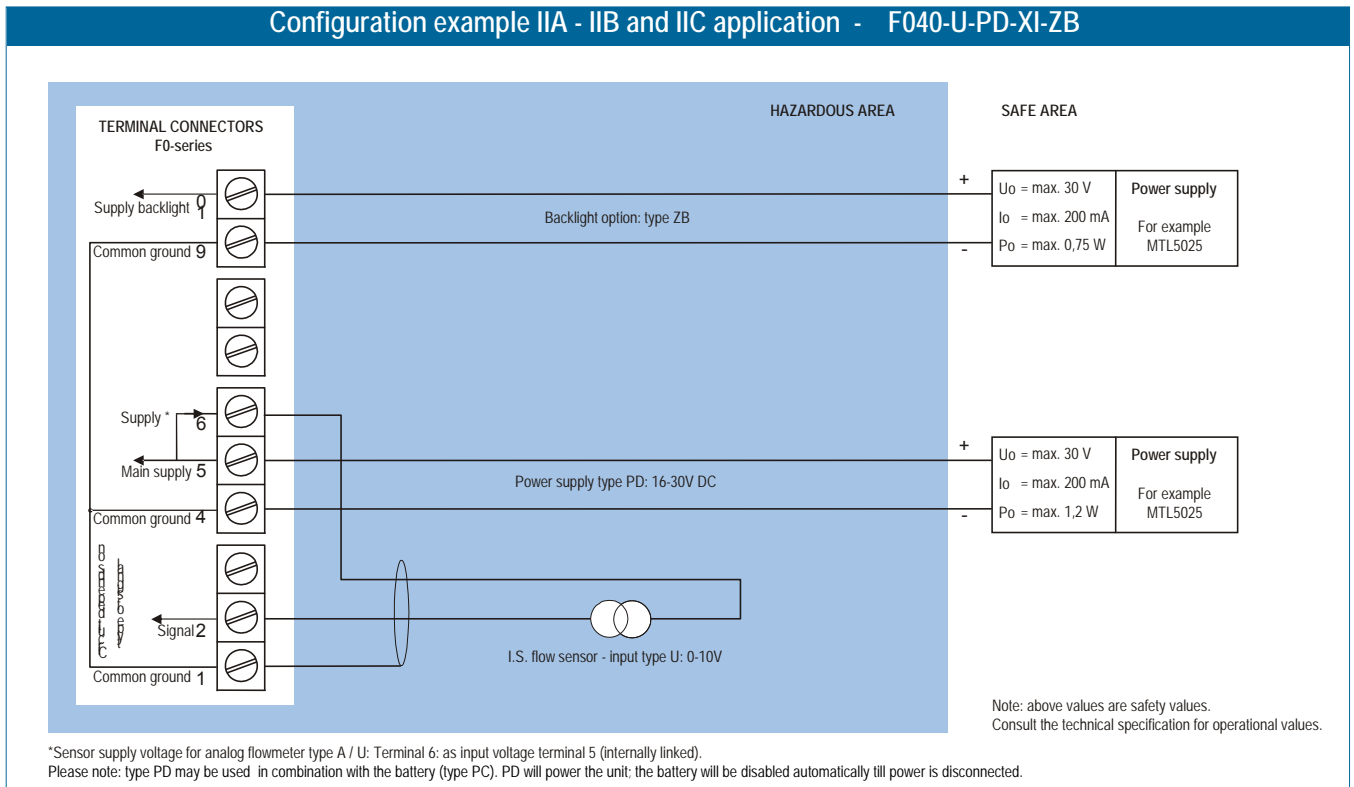 Configuration example IIA - IIB and IIC application - F040-U-PD-XI-ZB
HAZARDOUS AREA
SAFE AREA
TERMINAL CONNECTORS
F0-series
Supply backlight 01
Common ground 9
Backlight option: type ZB
+
-
Uo = max. 30 V
Io = max. 200 mA
Po = max. 0,75 W
Power supply
For example
MTL5025
Supply * 6
Main supply 5
Common ground 4
Power supply type PD: 16-30V DC
+
-
Uo = max. 30 V
Io = max. 200 mA
Po = max. 1,2 W
Power supply
For example
MTL5025
Signal 2
Common ground 1
I.S. flow sensor - input type U: 0-10V
Note: above values are safety values.
Consult the technical specification for operational values.
*Sensor supply voltage for analog flowmeter type A / U: Terminal 6: as input voltage terminal 5 (internally linked).
Please note: type PD may be used in combination with the battery (type PC). PD will power the unit; the battery will be disabled automatically till power is disconnected.